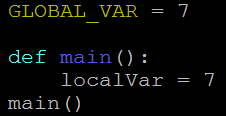 GLOBAL_VAR = 7

def main():
    localVar = 7
main()